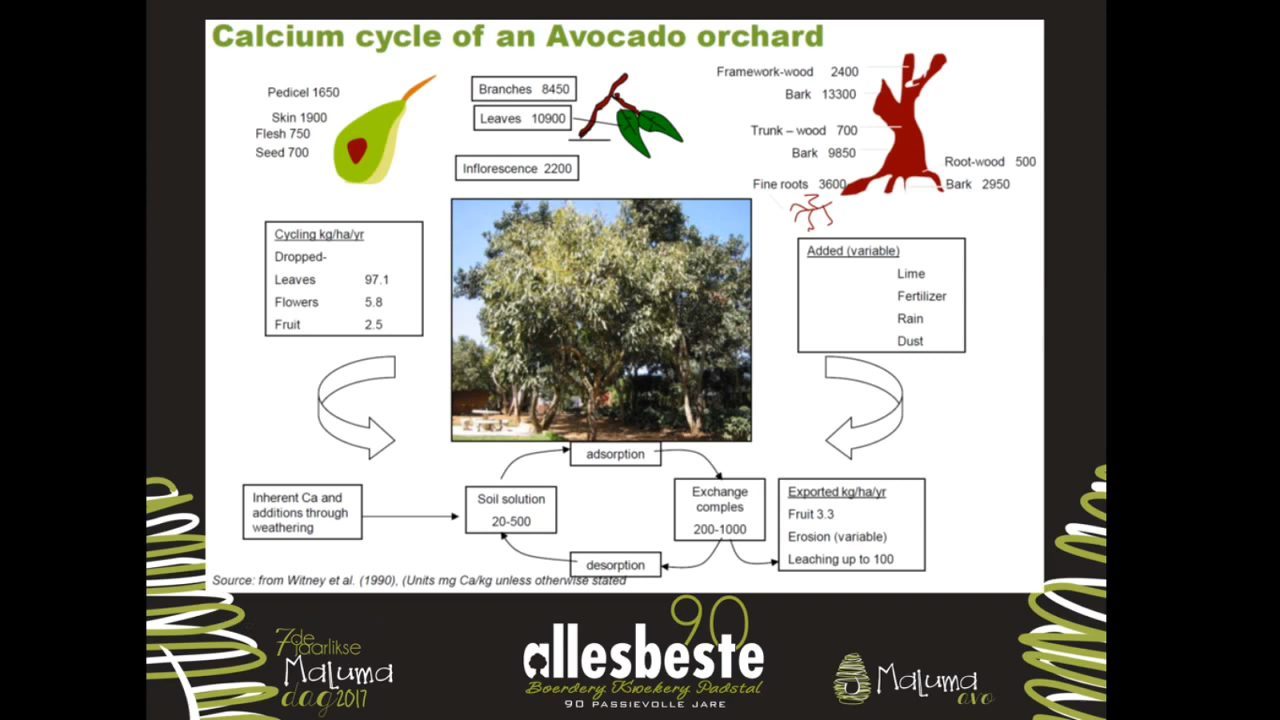 Calcium cycle of an Avocado orchard
Pedicel 1650
Skin 1900
Flesh 750
Seed 700
Branches 8450
Leaves 10900
Inflorescence 2200
Framework-wood 2400
Bark 13300
Trunk – wood 700
Bark 9850
Fine roots 3600
Root-wood 500
Bark 2950
Cycling kg/ha/yr
Dropped-
Leaves 97.1
Flowers 5.8
Fruit 2.5
Added (variable)
Lime
Fertilizer
Rain
Dust
adsorption
Inherent Ca and
additions through
weathering
Soil solution
20-500
Exchange
comples
200-1000
Exported kg/ha/yr
Fruit 3.3
Erosion (variable)
Leaching up to 100
desorption
Source: from Witney et al. (1990), (Units mg Ca/kg unless otherwise stated
7de
jaarlikse
Maluma
dag 2017
90
allesbeste
Boerdery Kwekery Padstal
90 PASSIEVOLLE JARE
Maluma
avo